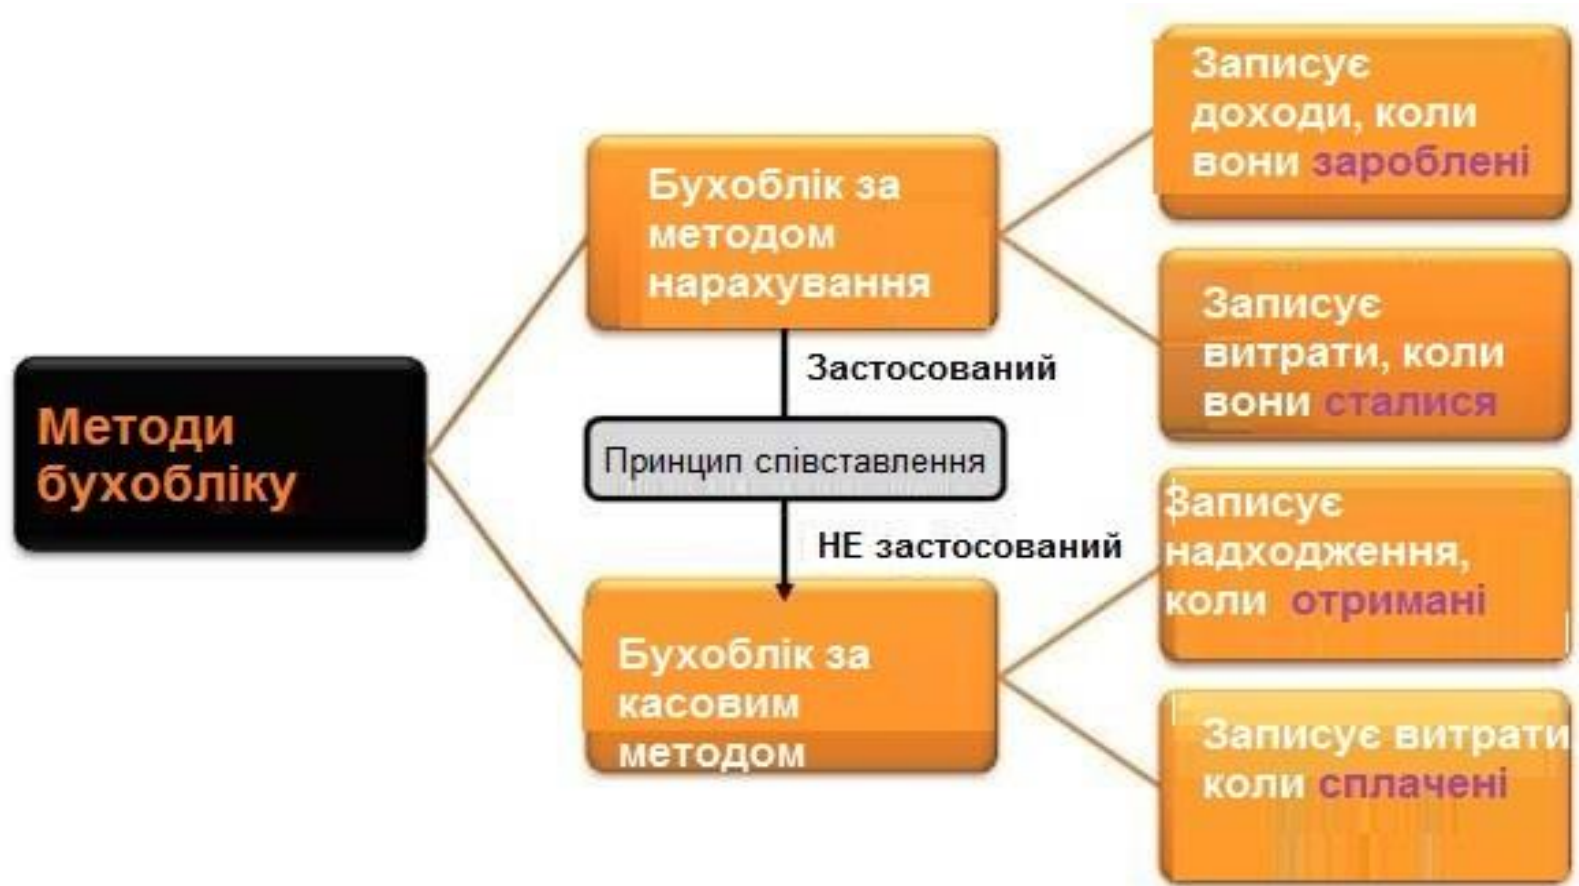 Методи
бухобліку
Бухоблік за
методом
нарахування
Записує
доходи, коли
вони зароблені
Записує
витрати, коли
вони сталися
Застосований
Принцип співставлення
НЕ застосований
Бухоблік за
касовим
методом
Записує
надходження,
коли отримані
Записує витрати
коли сплачені